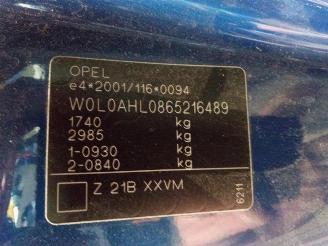 OPEL
e4*2001/116*0094
W0L0AHL0865216489
1740 kg
2985 kg
1-0930 kg
2-0840 kg
Z 21B XXVM
6211